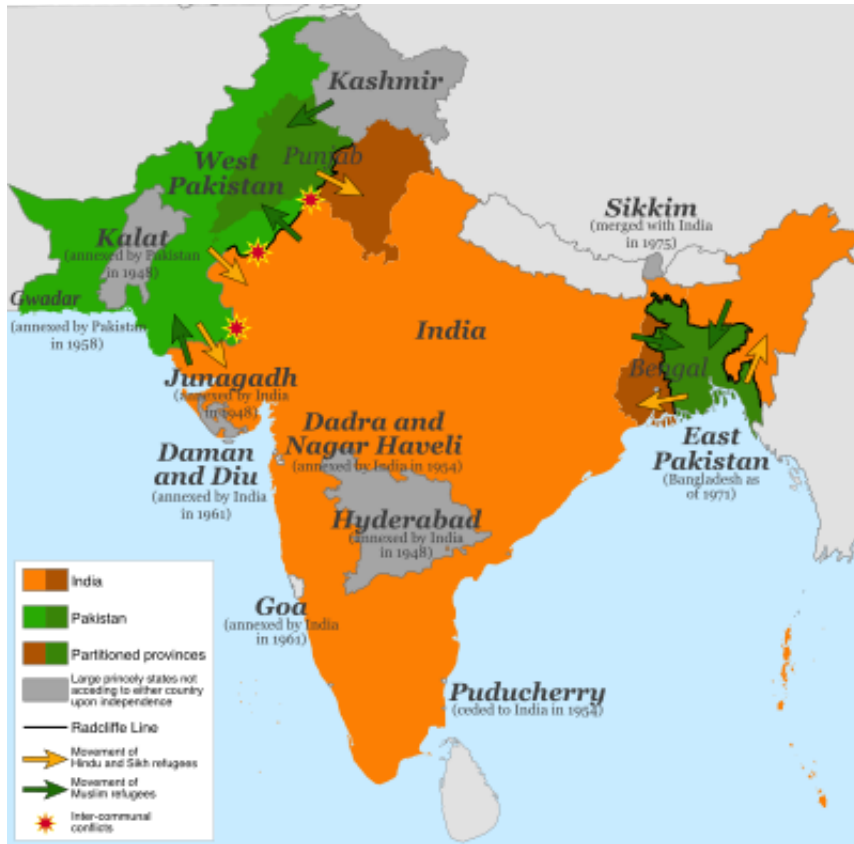 Kashmir
West
Pakistan
Punjab
Sikkim
(merged with India
in 1975)
Kalat
(annexed by Pakistan
in 1948)
Gwadar
(annexed by Pakistan
in 1958)
India
Bengal
Junagadh
(annexed by India
in 1948)
Dadra and
Nagar Haveli
(annexed by India in 1954)
Daman
and Diu
(annexed by India
in 1961)
East
Pakistan
(Bangladesh as
of 1971)
Hyderabad
(annexed by India
in 1948)
Goa
(annexed by India
in 1961)
Puducherry
(ceded to India in 1954)
India
Pakistan
Partitioned provinces
Large princely states not
acceding to either country
upon independence
Radcliffe Line
Movement of
Hindu and Sikh refugees
Movement of
Muslim refugees
Inter-communal
conflicts